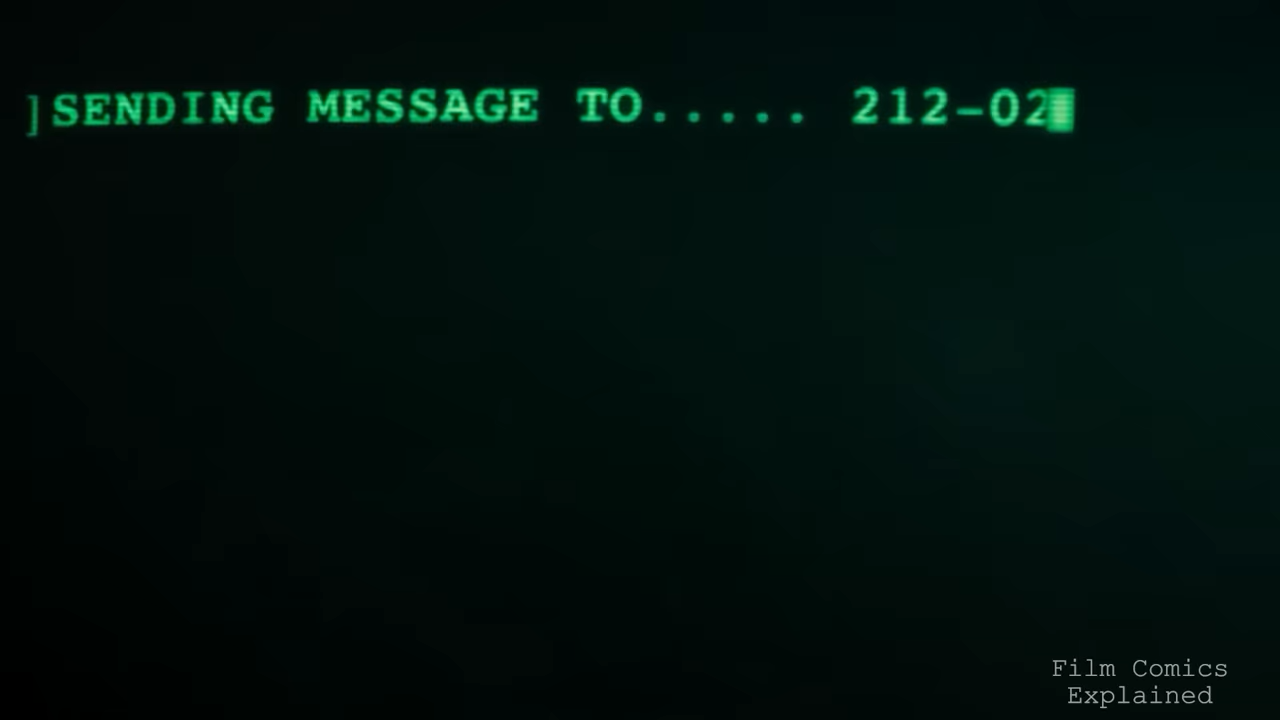 ]SENDING MESSAGE TO..... 212-02
Film Comics
Explained